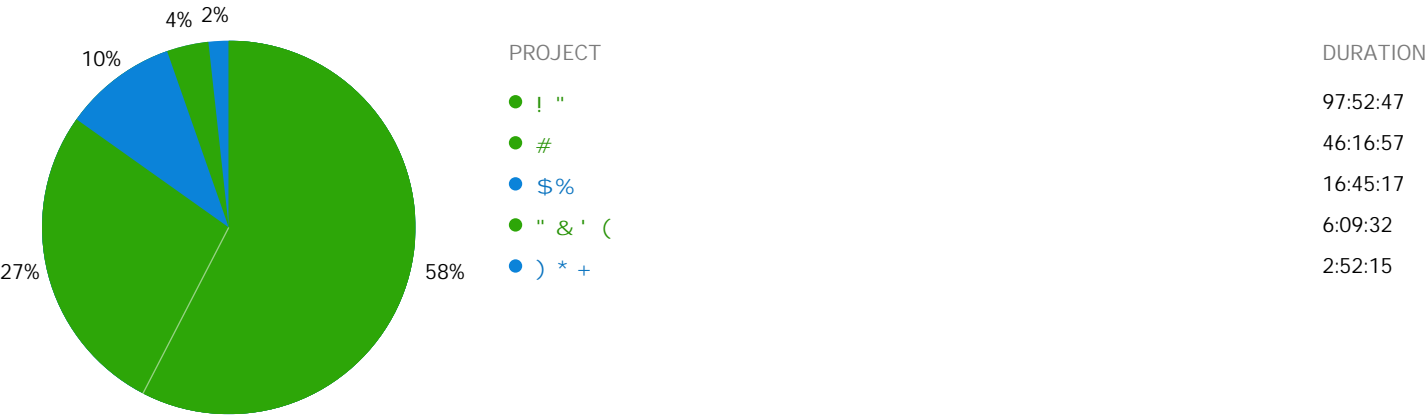 4% 2%
10%
27%
58%
PROJECT DURATION
! " 97:52:47
# 46:16:57
$% 16:45:17
" & ' ( 6:09:32
) * + 2:52:15